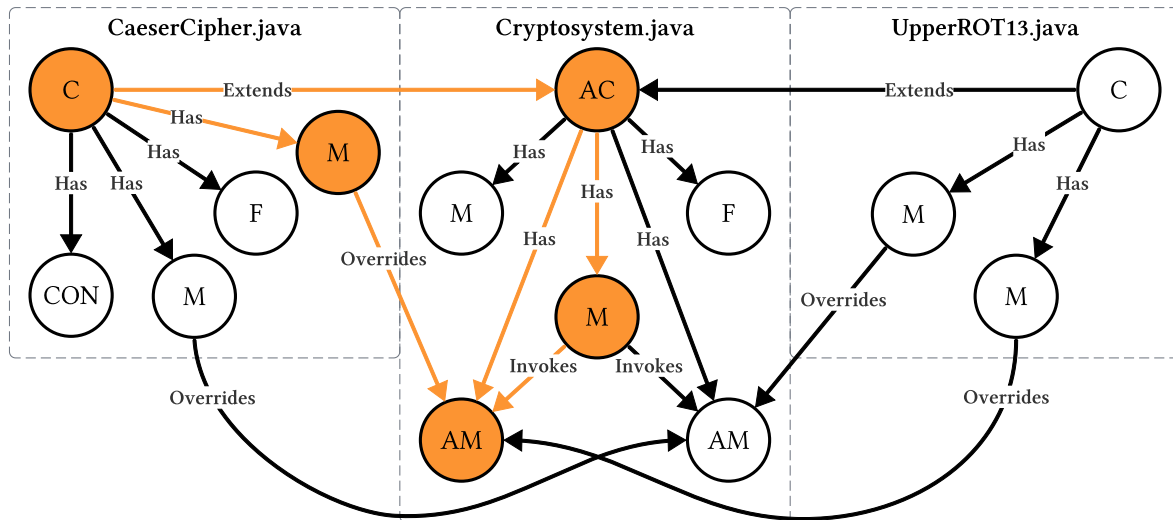 CaeserCipher.java
Cryptosystem.java
UpperROT13.java
C
Extends
AC
Extends
C
Has
M
Has
Has
Has
Has
Has
Has
Has
Has
F
M
Has
F
M
Has
Has
Overrides
CON
M
M
M
Overrides
Invokes
Invokes
Overrides
Overrides
AM
AM